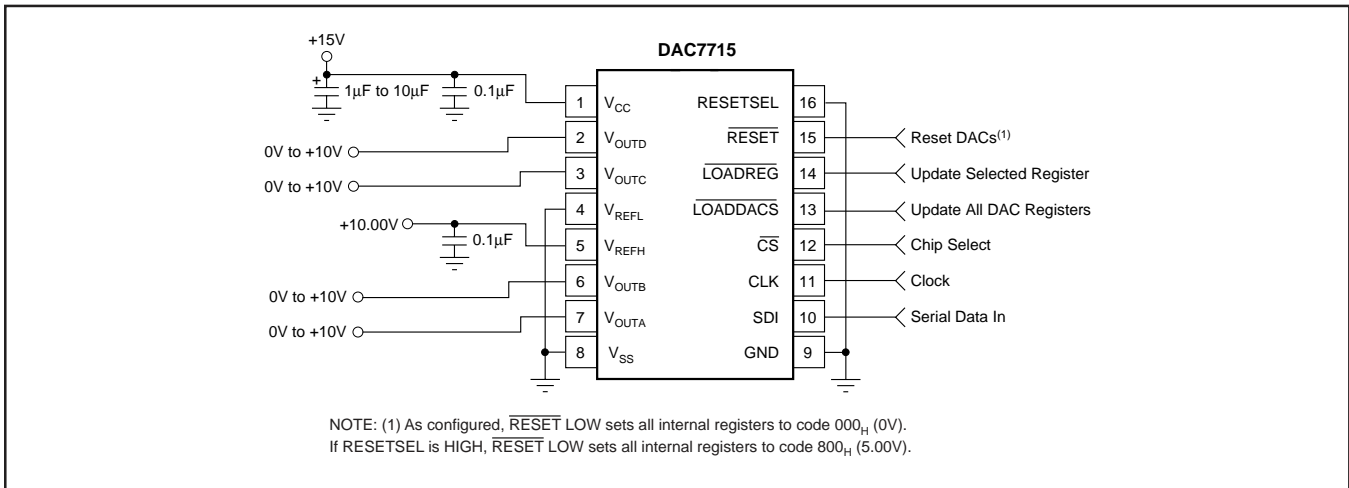 +15V
DAC7715
+
1µF to 10µF
0.1µF
1 V_CC
RESETSEL 16
0V to +10V
2 V_OUTD
RESET 15
Reset DACs(1)
0V to +10V
3 V_OUTC
LOADREG 14
Update Selected Register
+10.00V
4 V_REFL
LOADDACS 13
Update All DAC Registers
0.1µF
5 V_REFH
CS 12
Chip Select
0V to +10V
6 V_OUTB
CLK 11
Clock
0V to +10V
7 V_OUTA
SDI 10
Serial Data In
8 V_SS
GND 9
NOTE: (1) As configured, RESET LOW sets all internal registers to code 000H (0V).
If RESETSEL is HIGH, RESET LOW sets all internal registers to code 800H (5.00V).